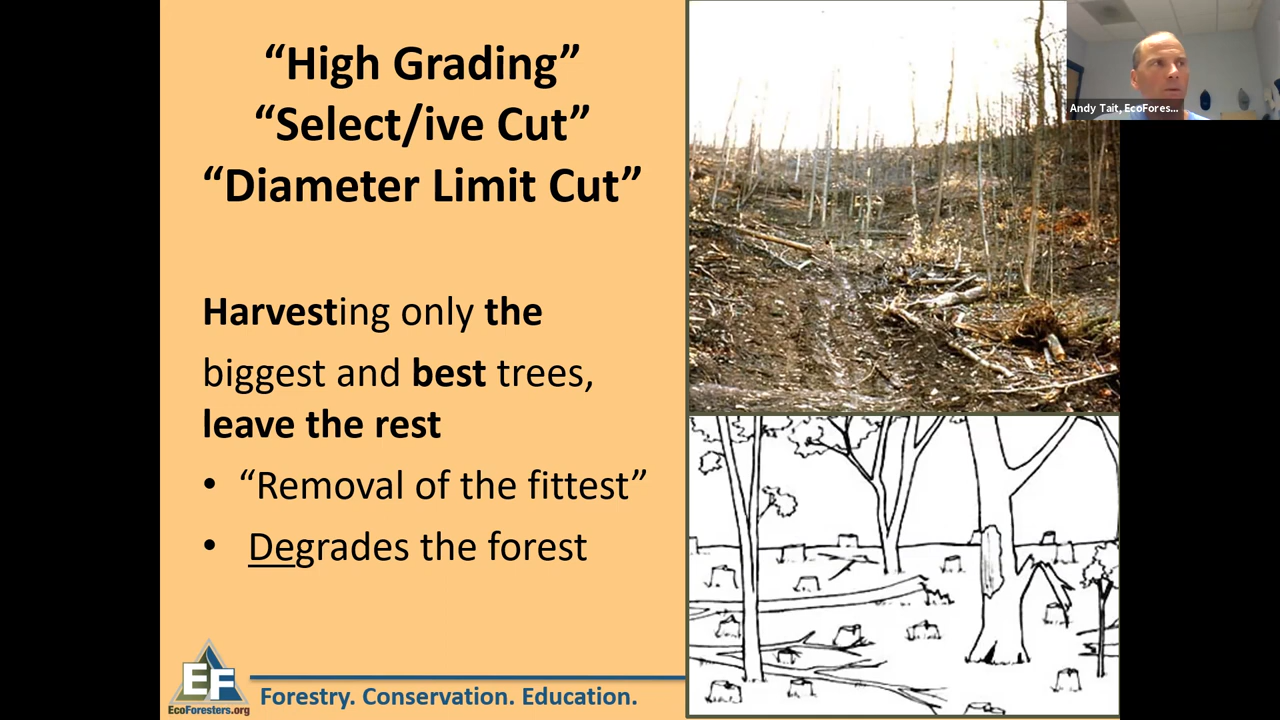 “High Grading”
“Select/ive Cut”
“Diameter Limit Cut”
Harvesting only the
biggest and best trees,
leave the rest
• “Removal of the fittest”
• Degrades the forest
EF
EcoForesters.org
Forestry. Conservation. Education.
Andy Tait, EcoFores...